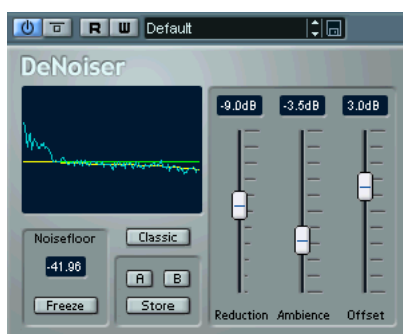 R W Default
DeNoiser
-9.0dB -3.5dB 3.0dB
Noisefloor
-41.96
Freeze
Classic
A B
Store
Reduction Ambience Offset